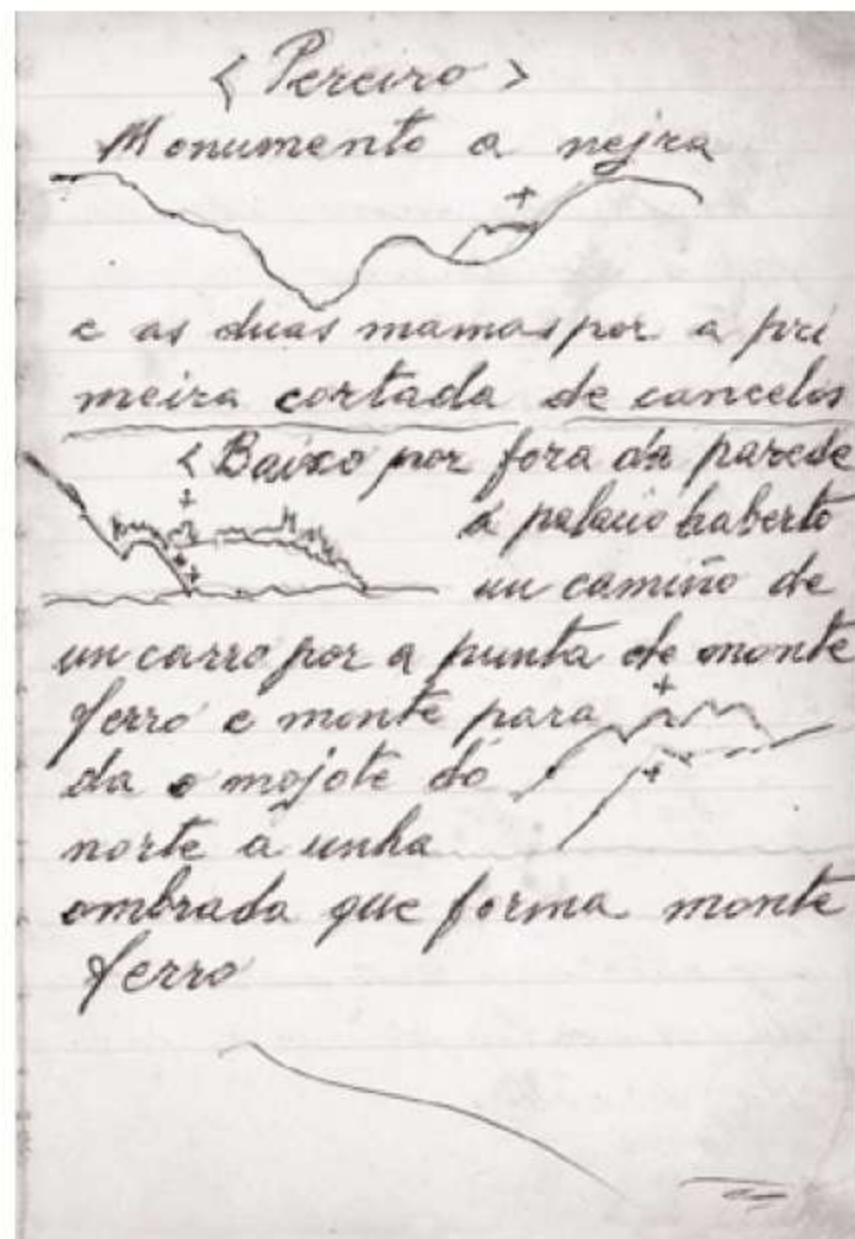 < Pereiro >
Monumento a nejra
e as duas mamas por a pri
meira cortada de cancelos
< Baixo por fora da parede
a palacio haberto
un camiño de
un carro por a punta de monte
ferro e monte para
da o mojote do
norte a unha
ombrada que forma monte
ferro